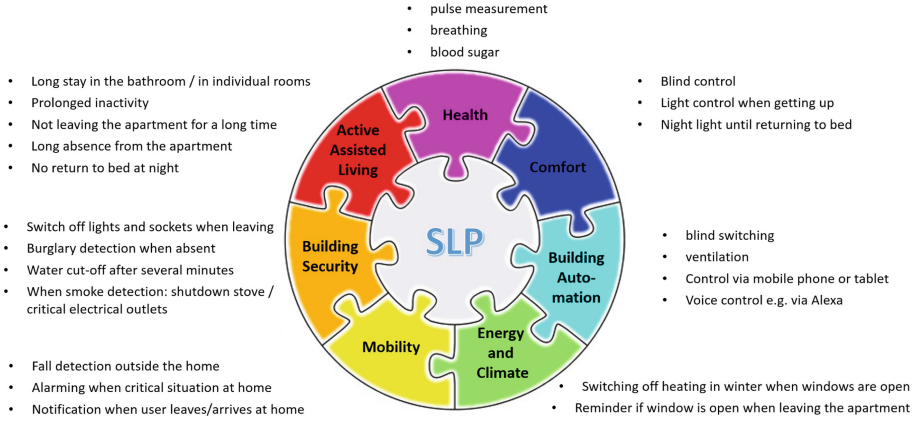 • pulse measurement
• breathing
• blood sugar
• Long stay in the bathroom / in individual rooms
• Prolonged inactivity
• Not leaving the apartment for a long time
• Long absence from the apartment
• No return to bed at night
• Blind control
• Light control when getting up
• Night light until returning to bed
Health
Active
Assisted
Living
Comfort
• Switch off lights and sockets when leaving
• Burglary detection when absent
• Water cut-off after several minutes
• When smoke detection: shutdown stove /
critical electrical outlets
Building
Security
SLP
Building
Auto-
mation
• blind switching
• ventilation
• Control via mobile phone or tablet
• Voice control e.g. via Alexa
Mobility
Energy
and
Climate
• Fall detection outside the home
• Alarming when critical situation at home
• Notification when user leaves/arrives at home
• Switching off heating in winter when windows are open
• Reminder if window is open when leaving the apartment